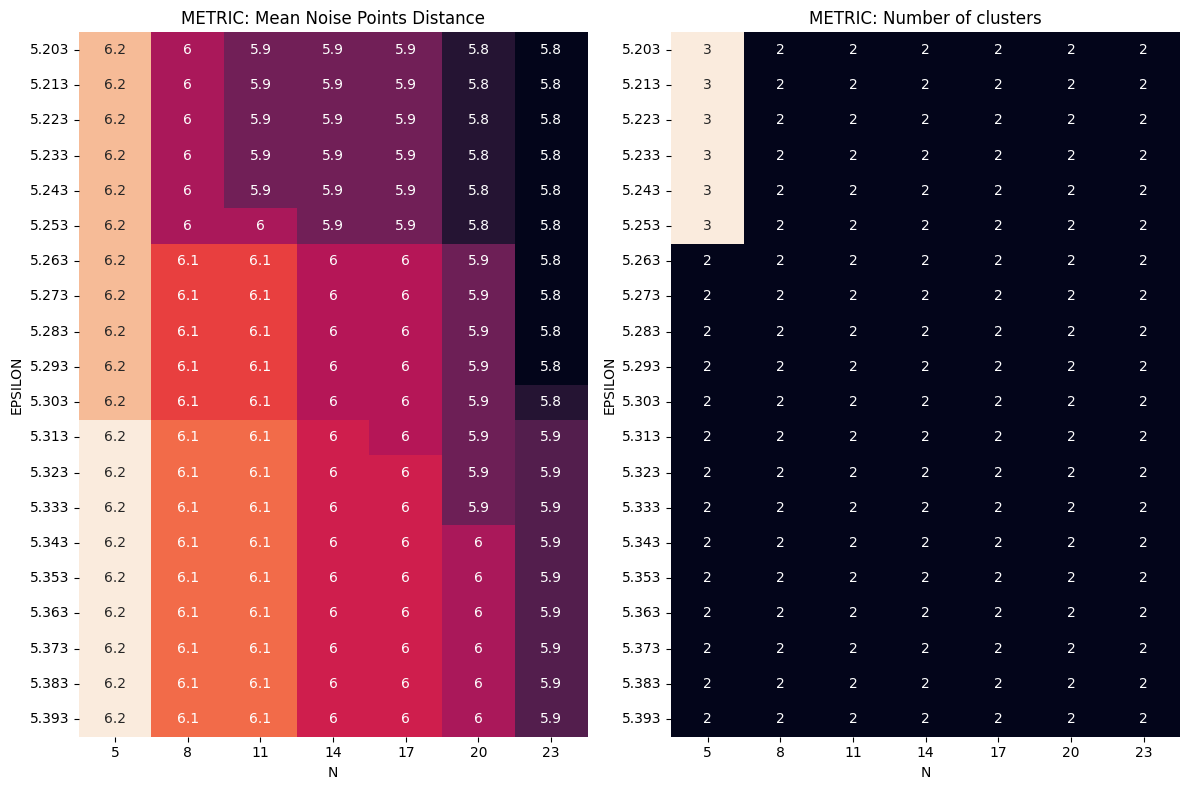 METRIC: Mean Noise Points Distance
5.203 6.2 6 5.9 5.9 5.9 5.8 5.8
5.213 6.2 6 5.9 5.9 5.9 5.8 5.8
5.223 6.2 6 5.9 5.9 5.9 5.8 5.8
5.233 6.2 6 5.9 5.9 5.9 5.8 5.8
5.243 6.2 6 5.9 5.9 5.9 5.8 5.8
5.253 6.2 6 6 5.9 5.9 5.8 5.8
5.263 6.2 6.1 6.1 6 6 5.9 5.8
5.273 6.2 6.1 6.1 6 6 5.9 5.8
5.283 6.2 6.1 6.1 6 6 5.9 5.8
5.293 6.2 6.1 6.1 6 6 5.9 5.8
5.303 6.2 6.1 6.1 6 6 5.9 5.8
5.313 6.2 6.1 6.1 6 6 5.9 5.9
5.323 6.2 6.1 6.1 6 6 5.9 5.9
5.333 6.2 6.1 6.1 6 6 5.9 5.9
5.343 6.2 6.1 6.1 6 6 6 5.9
5.353 6.2 6.1 6.1 6 6 6 5.9
5.363 6.2 6.1 6.1 6 6 6 5.9
5.373 6.2 6.1 6.1 6 6 6 5.9
5.383 6.2 6.1 6.1 6 6 6 5.9
5.393 6.2 6.1 6.1 6 6 6 5.9
5 8 11 14 17 20 23
N
EPSILON
METRIC: Number of clusters
5.203 3 2 2 2 2 2 2
5.213 3 2 2 2 2 2 2
5.223 3 2 2 2 2 2 2
5.233 3 2 2 2 2 2 2
5.243 3 2 2 2 2 2 2
5.253 3 2 2 2 2 2 2
5.263 2 2 2 2 2 2 2
5.273 2 2 2 2 2 2 2
5.283 2 2 2 2 2 2 2
5.293 2 2 2 2 2 2 2
5.303 2 2 2 2 2 2 2
5.313 2 2 2 2 2 2 2
5.323 2 2 2 2 2 2 2
5.333 2 2 2 2 2 2 2
5.343 2 2 2 2 2 2 2
5.353 2 2 2 2 2 2 2
5.363 2 2 2 2 2 2 2
5.373 2 2 2 2 2 2 2
5.383 2 2 2 2 2 2 2
5.393 2 2 2 2 2 2 2
5 8 11 14 17 20 23
N
EPSILON